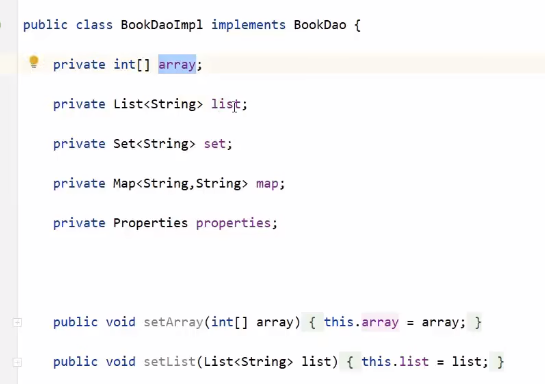 public class BookDaoImpl implements BookDao {
private int[] array;
private List<String> list;
private Set<String> set;
private Map<String,String> map;
private Properties properties;
public void setArray(int[] array) { this.array = array; }
public void setList(List<String> list) { this.list = list; }